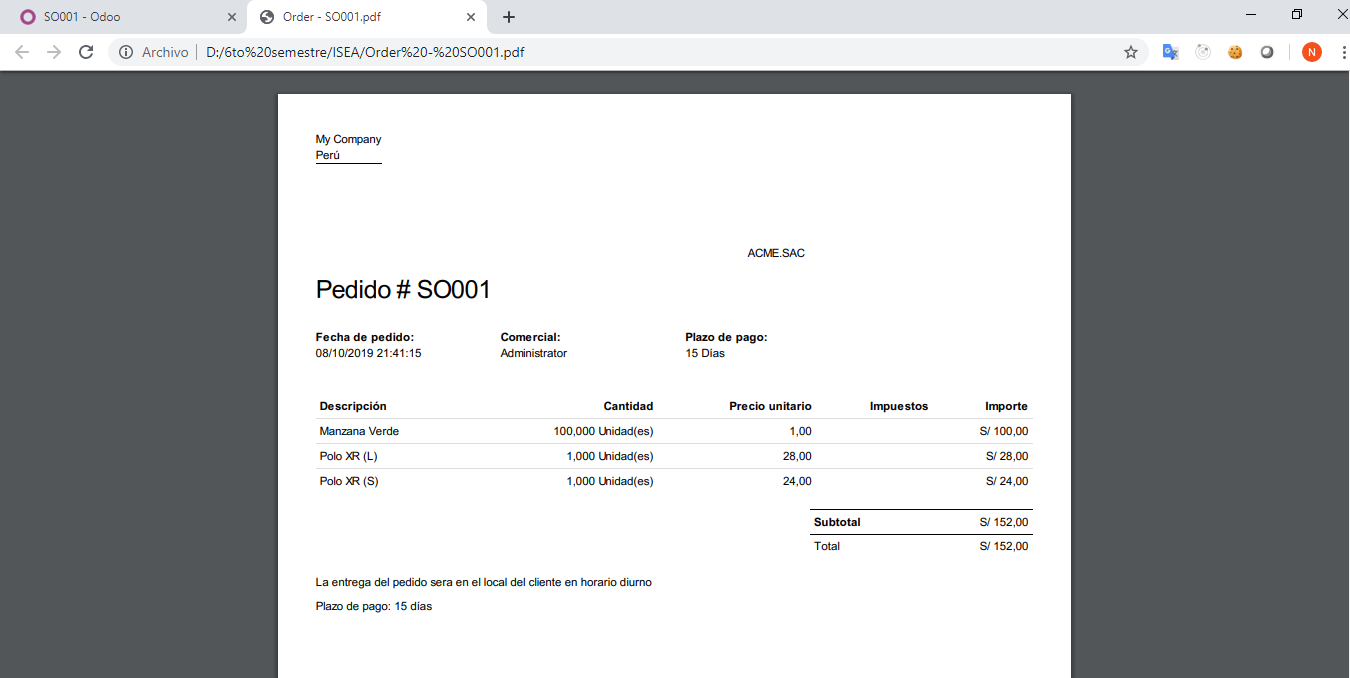 SO001 - Odoo
Order - SO001.pdf
Archivo D:/6to%20semestre/ISEA/Order%20-%20SO001.pdf
N
My Company
Perú
ACME.SAC
Pedido # SO001
Fecha de pedido: Comercial: Plazo de pago:
08/10/2019 21:41:15 Administrator 15 Días
Descripción Cantidad Precio unitario Impuestos Importe
Manzana Verde 100,000 Unidad(es) 1,00 S/ 100,00
Polo XR (L) 1,000 Unidad(es) 28,00 S/ 28,00
Polo XR (S) 1,000 Unidad(es) 24,00 S/ 24,00
Subtotal S/ 152,00
Total S/ 152,00
La entrega del pedido sera en el local del cliente en horario diurno
Plazo de pago: 15 días